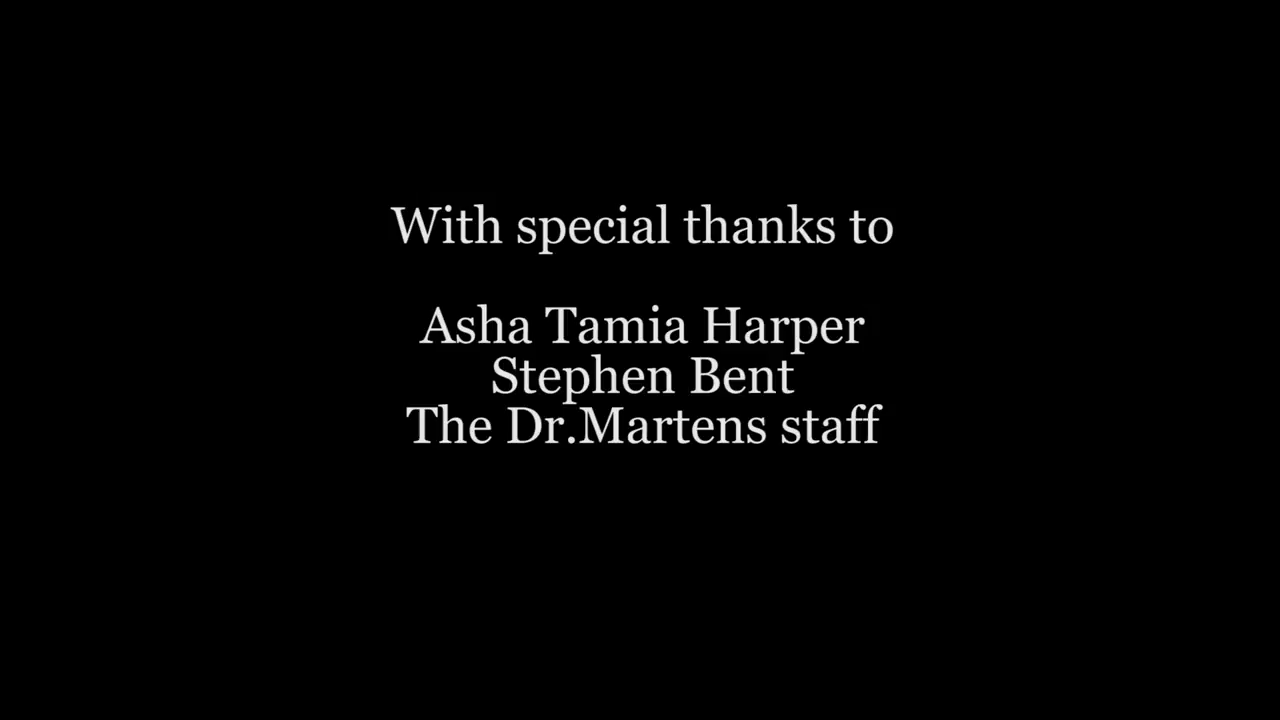 With special thanks to
Asha Tamia Harper
Stephen Bent
The Dr.Martens staff